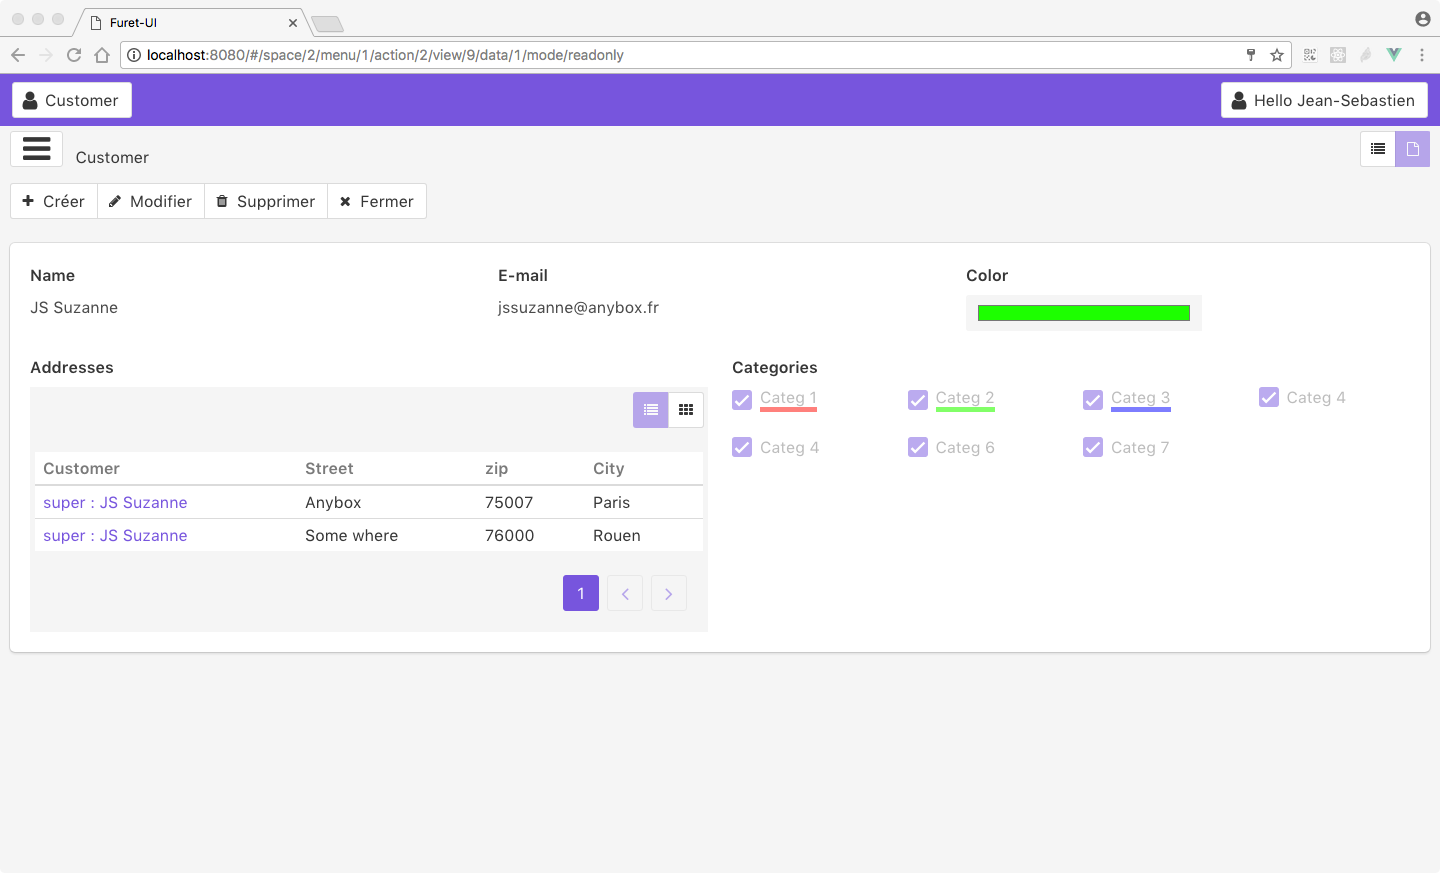 Furet-UI
localhost:8080/#/space/2/menu/1/action/2/view/9/data/1/mode/readonly
Customer
Hello Jean-Sebastien
Customer
Créer Modifier Supprimer Fermer
Name E-mail Color
JS Suzanne jssuzanne@anybox.fr
Addresses Categories
Categ 1 Categ 2 Categ 3 Categ 4
Categ 4 Categ 6 Categ 7
Customer Street zip City
super : JS Suzanne Anybox 75007 Paris
super : JS Suzanne Some where 76000 Rouen
1